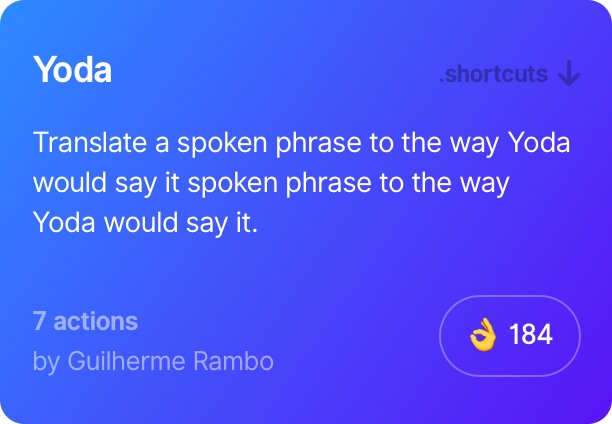 Yoda
.shortcuts ↓
Translate a spoken phrase to the way Yoda
would say it spoken phrase to the way
Yoda would say it.
7 actions
by Guilherme Rambo
👌 184